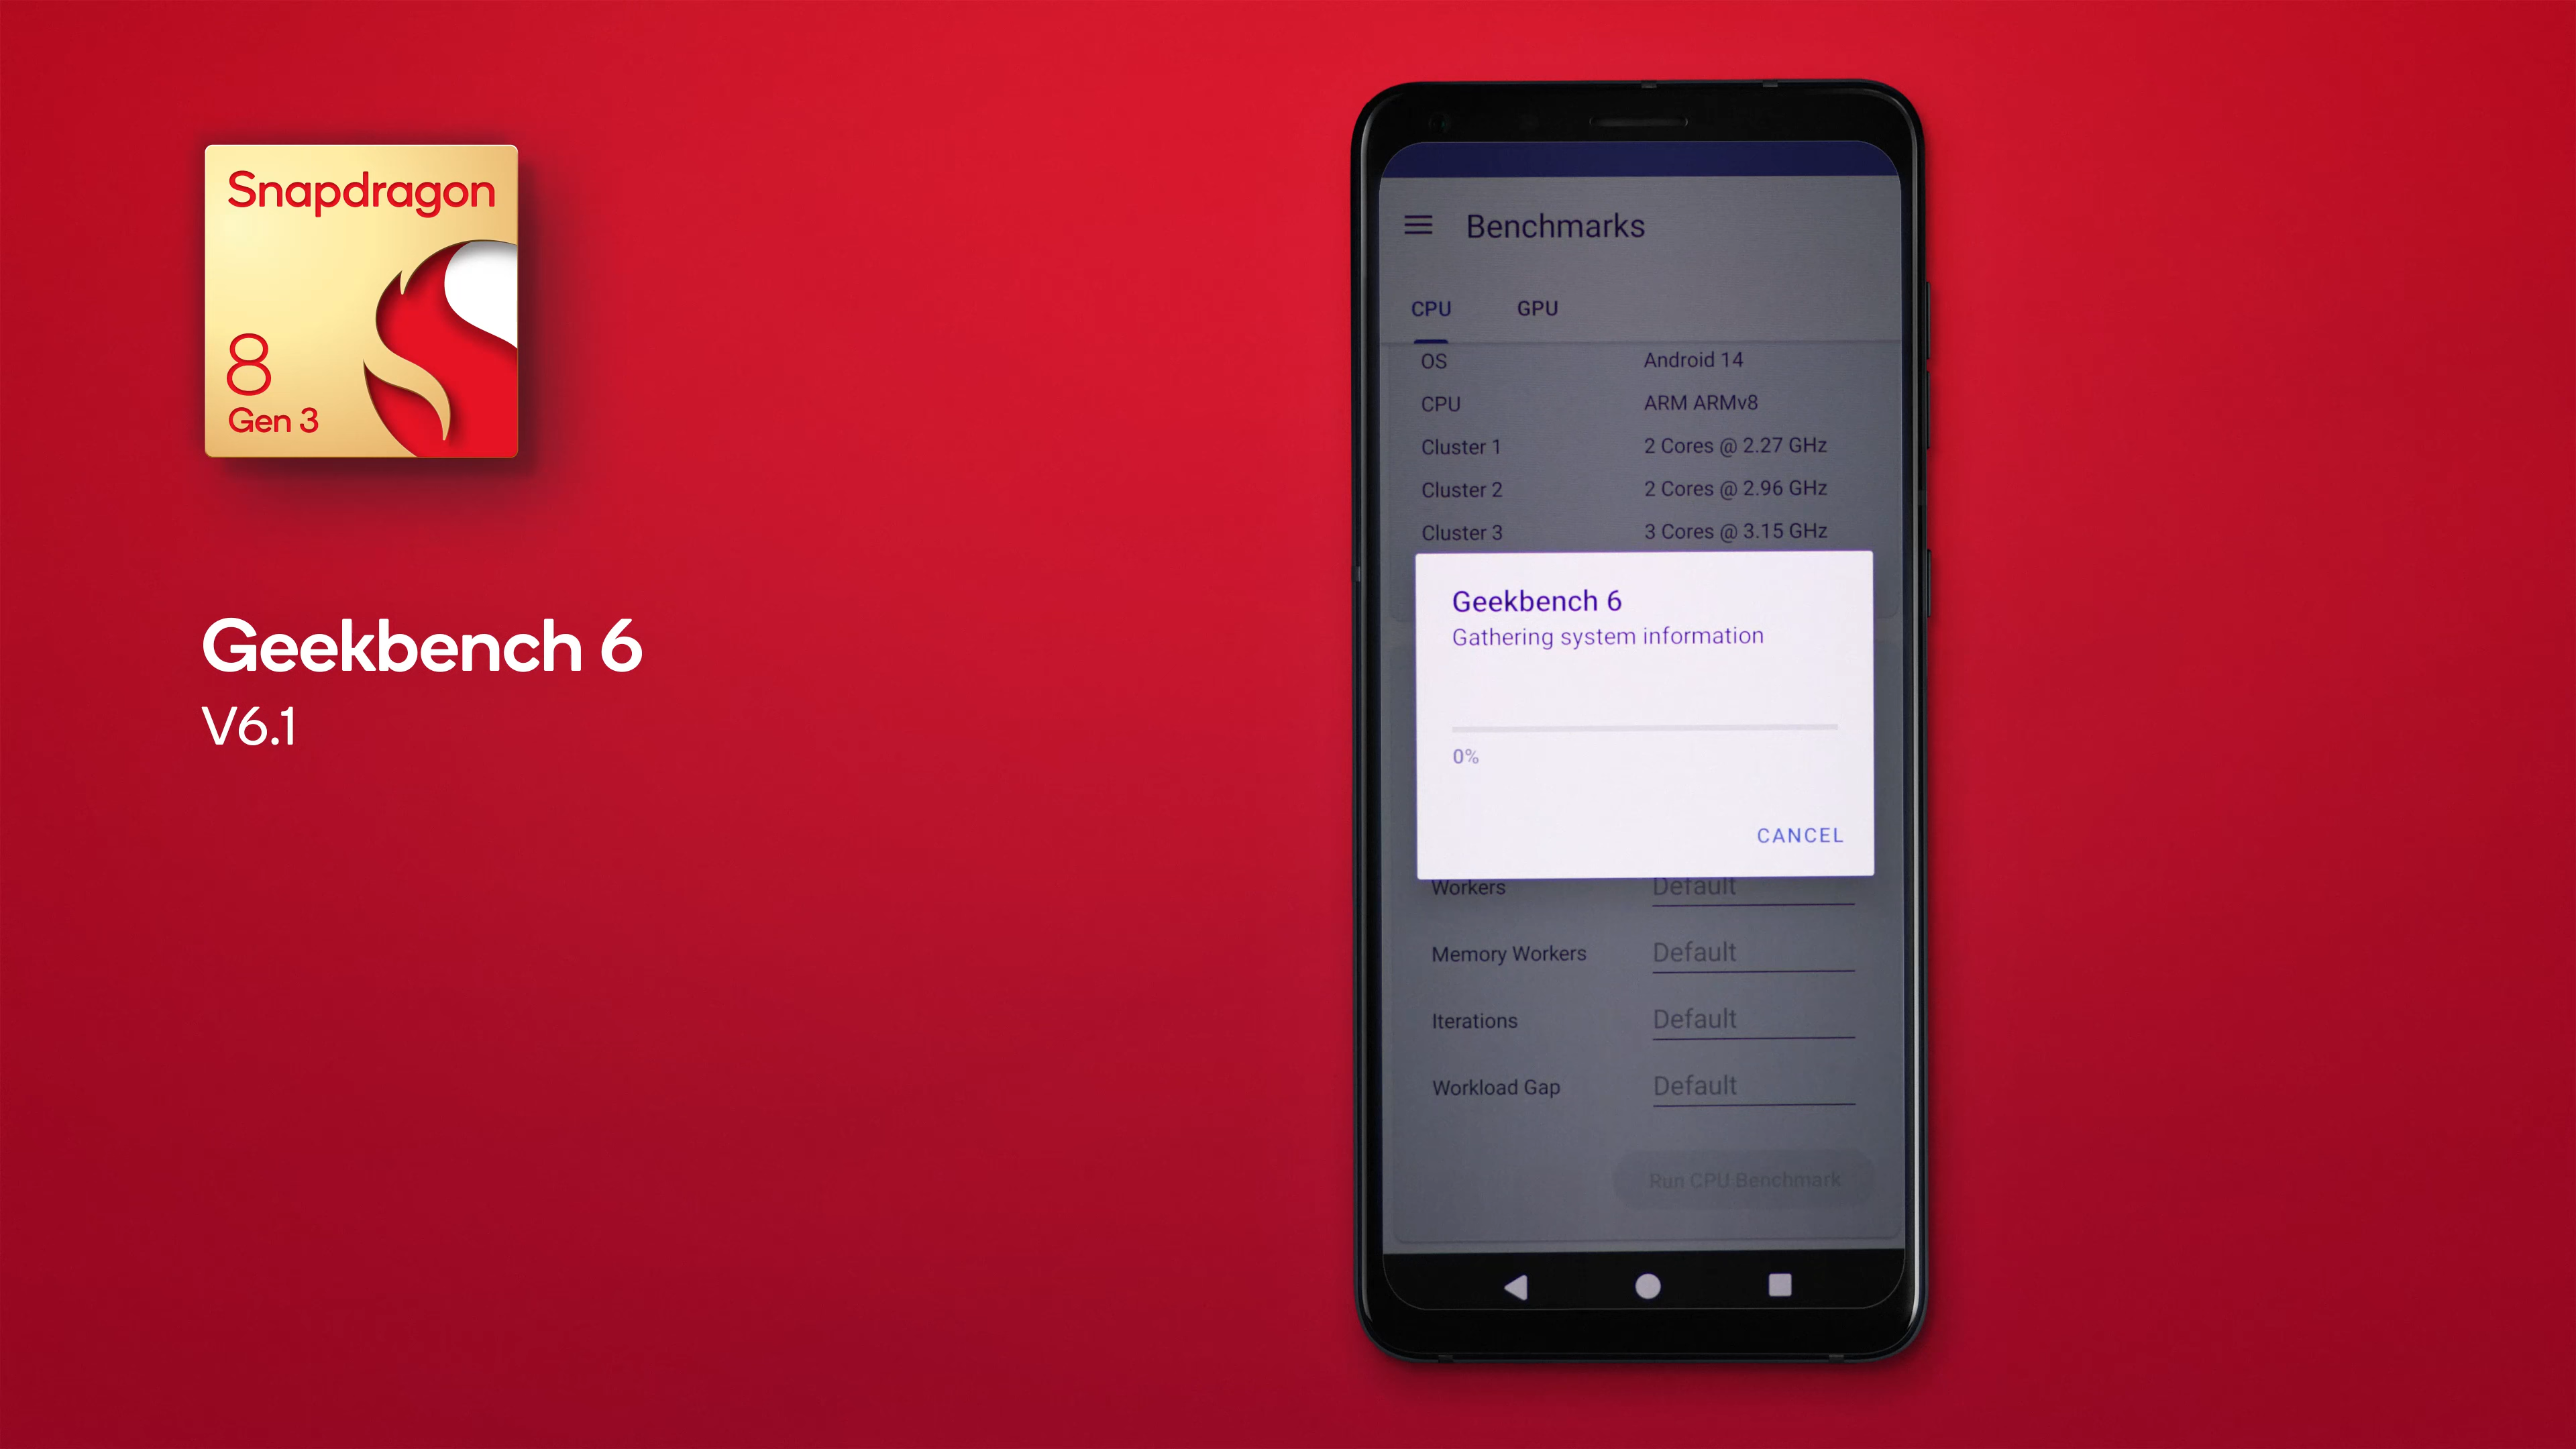 Snapdragon
8
Gen 3
Geekbench 6
V6.1
Benchmarks
CPU GPU
OS Android 14
CPU ARM ARMv8
Cluster 1 2 Cores @ 2.27 GHz
Cluster 2 2 Cores @ 2.96 GHz
Cluster 3 3 Cores @ 3.15 GHz
Geekbench 6
Gathering system information
0%
CANCEL
Workers Default
Memory Workers Default
Iterations Default
Workload Gap Default
Run CPU Benchmark